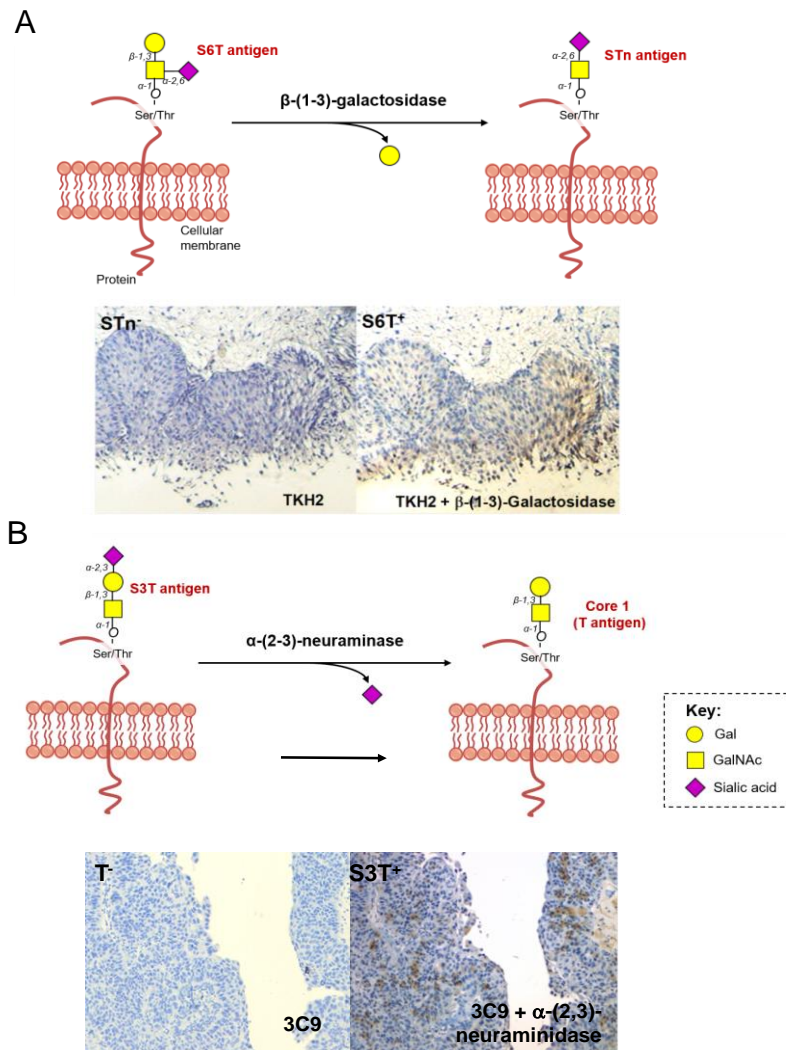 A
S6T antigen
β-1,3
α-2,6
α-1
O
Ser/Thr
β-(1-3)-galactosidase
STn antigen
α-2,6
α-1
O
Ser/Thr
Cellular
membrane
Protein
STn-
TKH2
S6T+
TKH2 + β-(1-3)-Galactosidase
B
S3T antigen
α-2,3
β-1,3
α-1
O
Ser/Thr
α-(2-3)-neuraminase
Core 1
(T antigen)
β-1,3
α-1
O
Ser/Thr
Key:
Gal
GalNAc
Sialic acid
T-
3C9
S3T+
3C9 + α-(2,3)-
neuraminidase